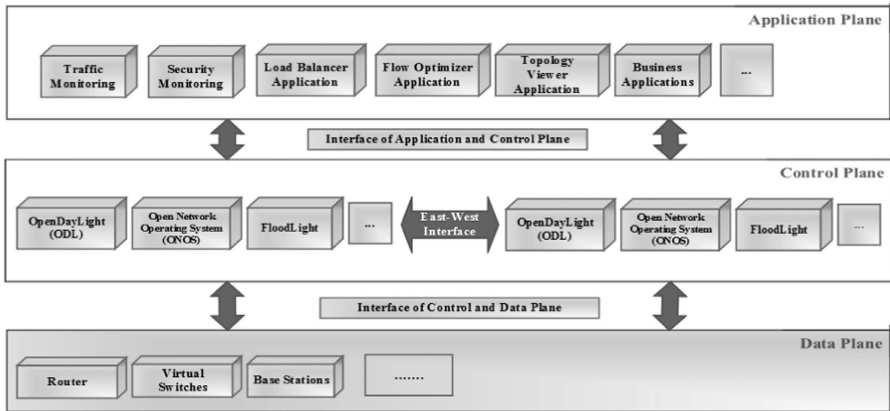 Application Plane
Traffic
Monitoring
Security
Monitoring
Load Balancer
Application
Flow Optimizer
Application
Topology
Viewer
Application
Business
Applications
...
Interface of Application and Control Plane
Control Plane
OpenDayLight
(ODL)
Open Network
Operating System
(ONOS)
FloodLight
...
East-West
Interface
OpenDayLight
(ODL)
Open Network
Operating System
(ONOS)
FloodLight
...
Interface of Control and Data Plane
Data Plane
Router
Virtual
Switches
Base Stations
.......